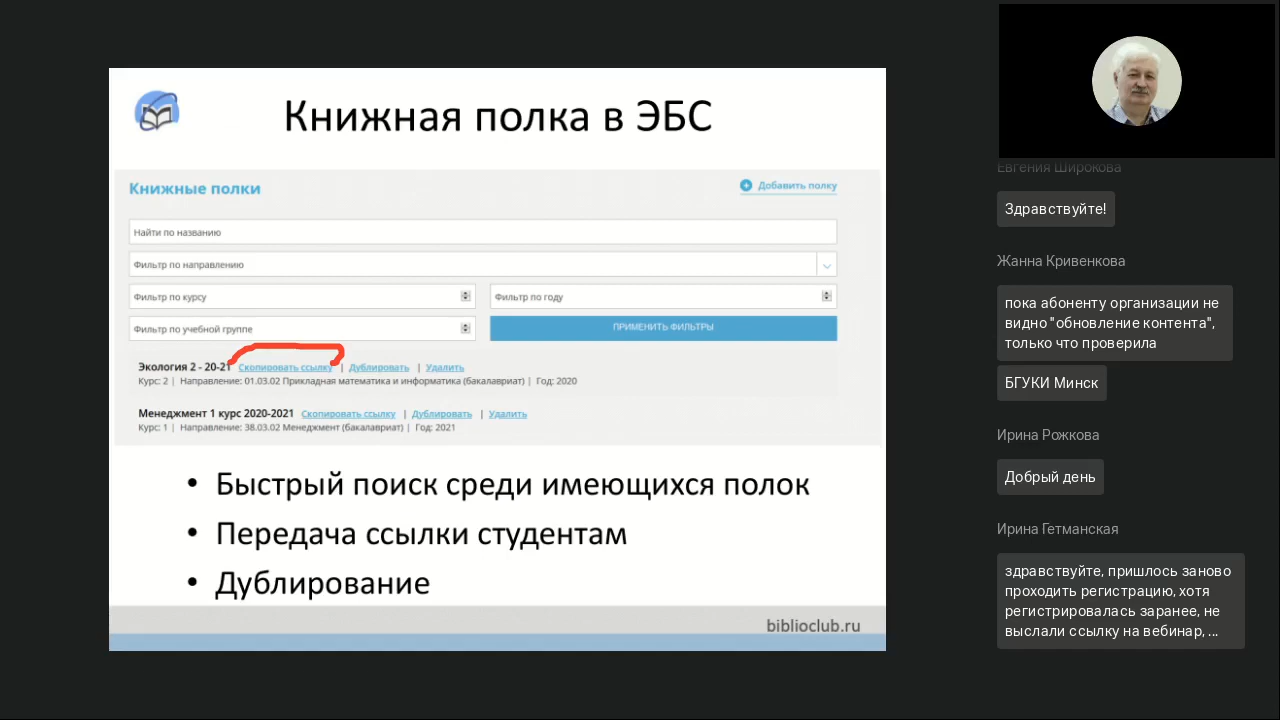 Книжная полка в ЭБС
Книжные полки
Добавить полку
Найти по названию
Фильтр по направлению
Фильтр по курсу
Фильтр по году
Фильтр по учебной группе
ПРИМЕНИТЬ ФИЛЬТРЫ
Экология 2 - 20-21 Скопировать ссылку | Дублировать | Удалить
Курс: 2 | Направление: 01.03.02 Прикладная математика и информатика (бакалавриат) | Год: 2020
Менеджмент 1 курс 2020-2021 Скопировать ссылку | Дублировать | Удалить
Курс: 1 | Направление: 38.03.02 Менеджмент (бакалавриат) | Год: 2021
• Быстрый поиск среди имеющихся полок
• Передача ссылки студентам
• Дублирование
biblioclub.ru
Евгения Широкова
Здравствуйте!
Жанна Кривенкова
пока абоненту организации не
видно "обновление контента",
только что проверила
БГУКИ Минск
Ирина Рожкова
Добрый день
Ирина Гетманская
здравствуйте, пришлось заново
проходить регистрацию, хотя
регистрировалась заранее, не
выслали ссылку на вебинар, ...